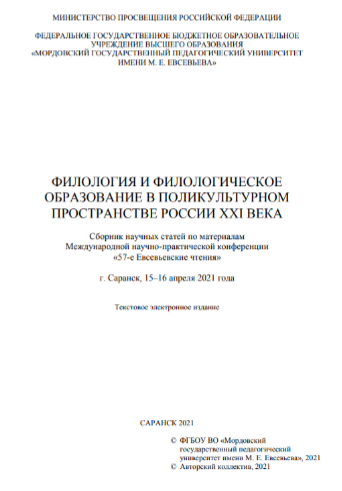 МИНИСТЕРСТВО ПРОСВЕЩЕНИЯ РОССИЙСКОЙ ФЕДЕРАЦИИ
ФЕДЕРАЛЬНОЕ ГОСУДАРСТВЕННОЕ БЮДЖЕТНОЕ ОБРАЗОВАТЕЛЬНОЕ
УЧРЕЖДЕНИЕ ВЫСШЕГО ОБРАЗОВАНИЯ
«МОРДОВСКИЙ ГОСУДАРСТВЕННЫЙ ПЕДАГОГИЧЕСКИЙ УНИВЕРСИТЕТ
ИМЕНИ М. Е. ЕВСЕВЬЕВА»
ФИЛОЛОГИЯ И ФИЛОЛОГИЧЕСКОЕ
ОБРАЗОВАНИЕ В ПОЛИКУЛЬТУРНОМ
ПРОСТРАНСТВЕ РОССИИ XXI ВЕКА
Сборник научных статей по материалам
Международной научно-практической конференции
«57-е Евсевьевские чтения»
г. Саранск, 15–16 апреля 2021 года
Текстовое электронное издание
САРАНСК 2021
© ФГБОУ ВО «Мордовский
государственный педагогический
университет имени М. Е. Евсевьева», 2021
© Авторский коллектив, 2021